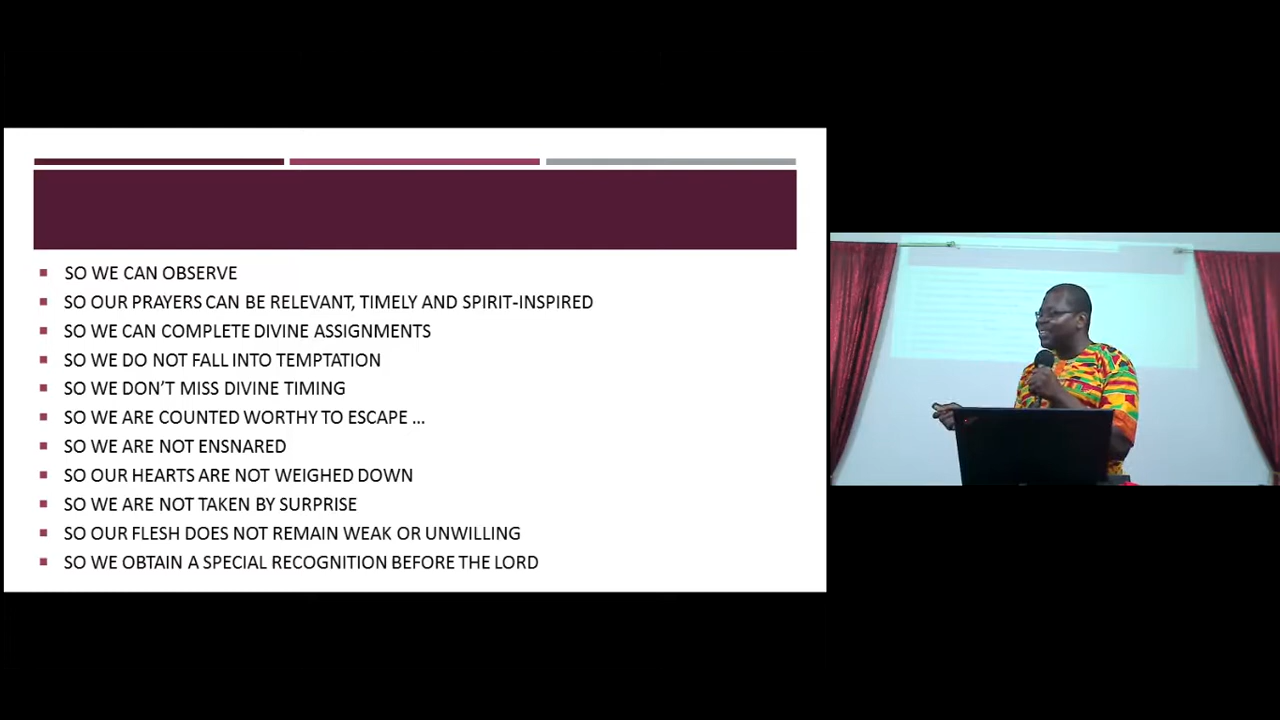 SO WE CAN OBSERVE
SO OUR PRAYERS CAN BE RELEVANT, TIMELY AND SPIRIT-INSPIRED
SO WE CAN COMPLETE DIVINE ASSIGNMENTS
SO WE DO NOT FALL INTO TEMPTATION
SO WE DON’T MISS DIVINE TIMING
SO WE ARE COUNTED WORTHY TO ESCAPE …
SO WE ARE NOT ENSNARED
SO OUR HEARTS ARE NOT WEIGHED DOWN
SO WE ARE NOT TAKEN BY SURPRISE
SO OUR FLESH DOES NOT REMAIN WEAK OR UNWILLING
SO WE OBTAIN A SPECIAL RECOGNITION BEFORE THE LORD